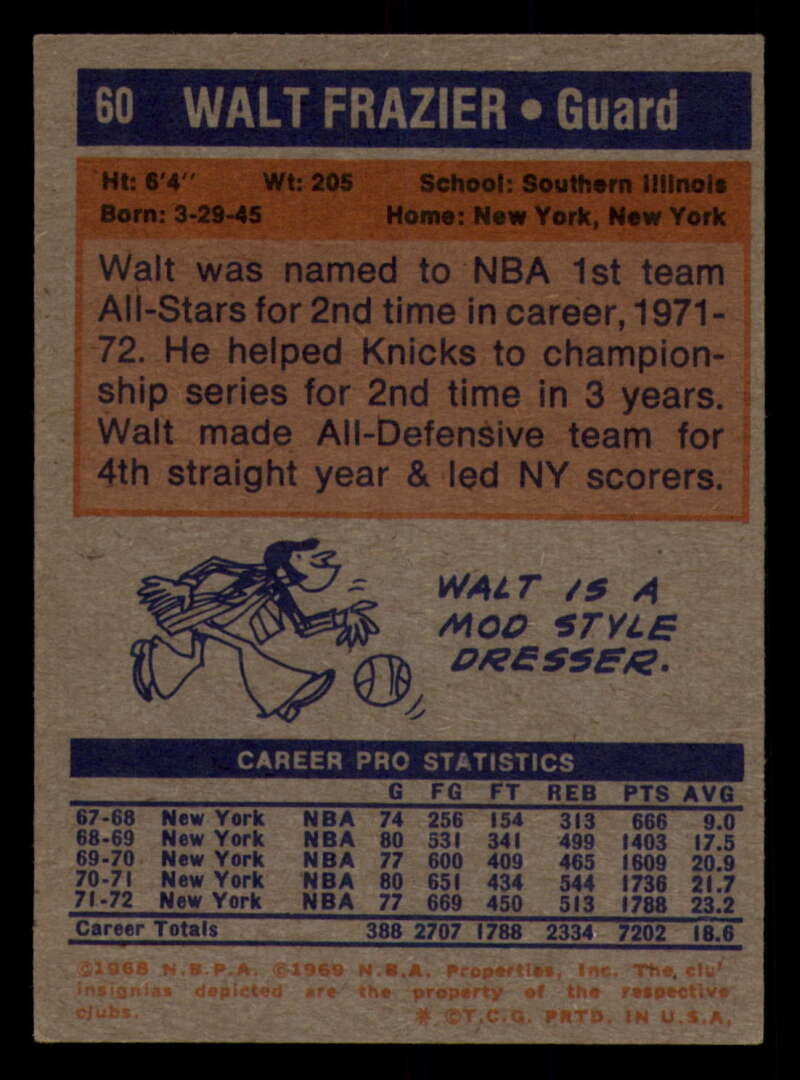 60 WALT FRAZIER • Guard
Ht: 6'4'' Wt: 205 School: Southern Illinois
Born: 3-29-45 Home: New York, New York
Walt was named to NBA 1st team
All-Stars for 2nd time in career, 1971-
72. He helped Knicks to champion-
ship series for 2nd time in 3 years.
Walt made All-Defensive team for
4th straight year & led NY scorers.
WALT IS A
MOD STYLE
DRESSER.
CAREER PRO STATISTICS
G FG FT REB PTS AVG
67-68 New York NBA 74 256 154 313 666 9.0
68-69 New York NBA 80 531 341 499 1403 17.5
69-70 New York NBA 77 600 409 465 1609 20.9
70-71 New York NBA 80 651 434 544 1736 21.7
71-72 New York NBA 77 669 450 513 1788 23.2
Career Totals 388 2707 1788 2334 7202 18.6
©1968 N.B.P.A. ©1969 N.B.A. Properties, Inc. The clu'
insignias depicted are the property of the respective
clubs. * ©T.C.G. PRTD. IN U.S.A.